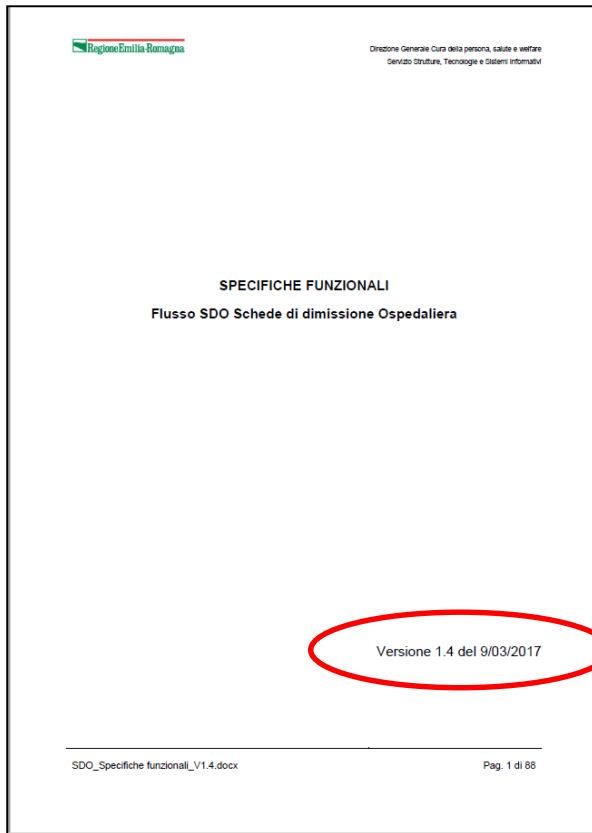 RegioneEmilia-Romagna
Direzione Generale Cura della persona, salute e welfare
Servizio Strutture, Tecnologie e Sistemi Informativi
SPECIFICHE FUNZIONALI
Flusso SDO Schede di dimissione Ospedaliera
Versione 1.4 del 9/03/2017
SDO_Specifiche funzionali_V1.4.docx
Pag. 1 di 88